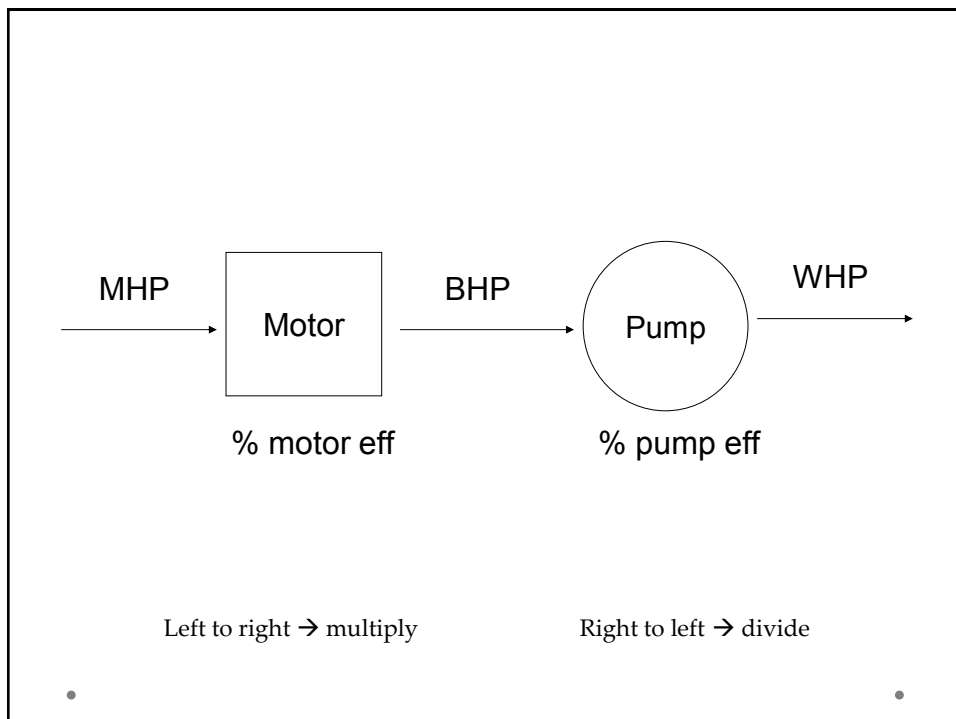 MHP
Motor
BHP
Pump
WHP
% motor eff
% pump eff
Left to right → multiply
Right to left → divide